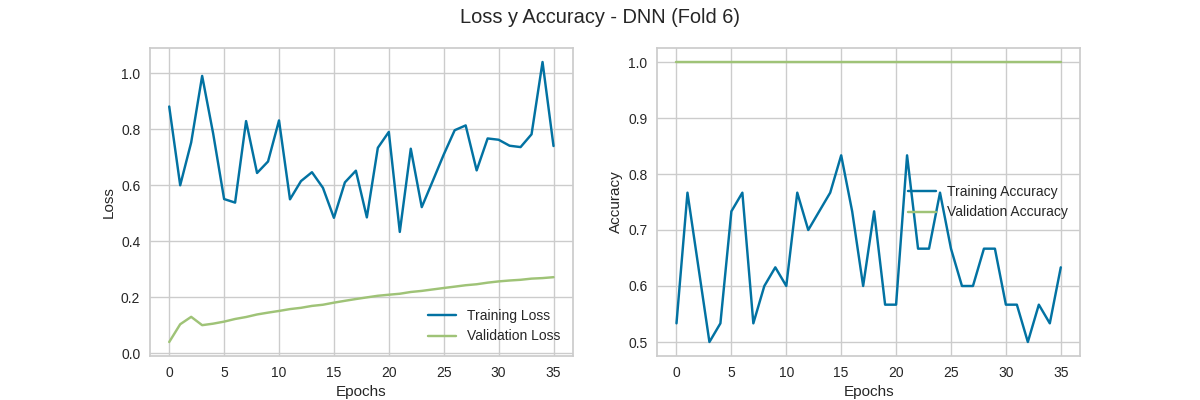 Loss y Accuracy - DNN (Fold 6)
Loss
1.0
0.8
0.6
0.4
0.2
0.0
0 5 10 15 20 25 30 35
Epochs
Training Loss
Validation Loss
Accuracy
1.0
0.9
0.8
0.7
0.6
0.5
0 5 10 15 20 25 30 35
Epochs
Training Accuracy
Validation Accuracy